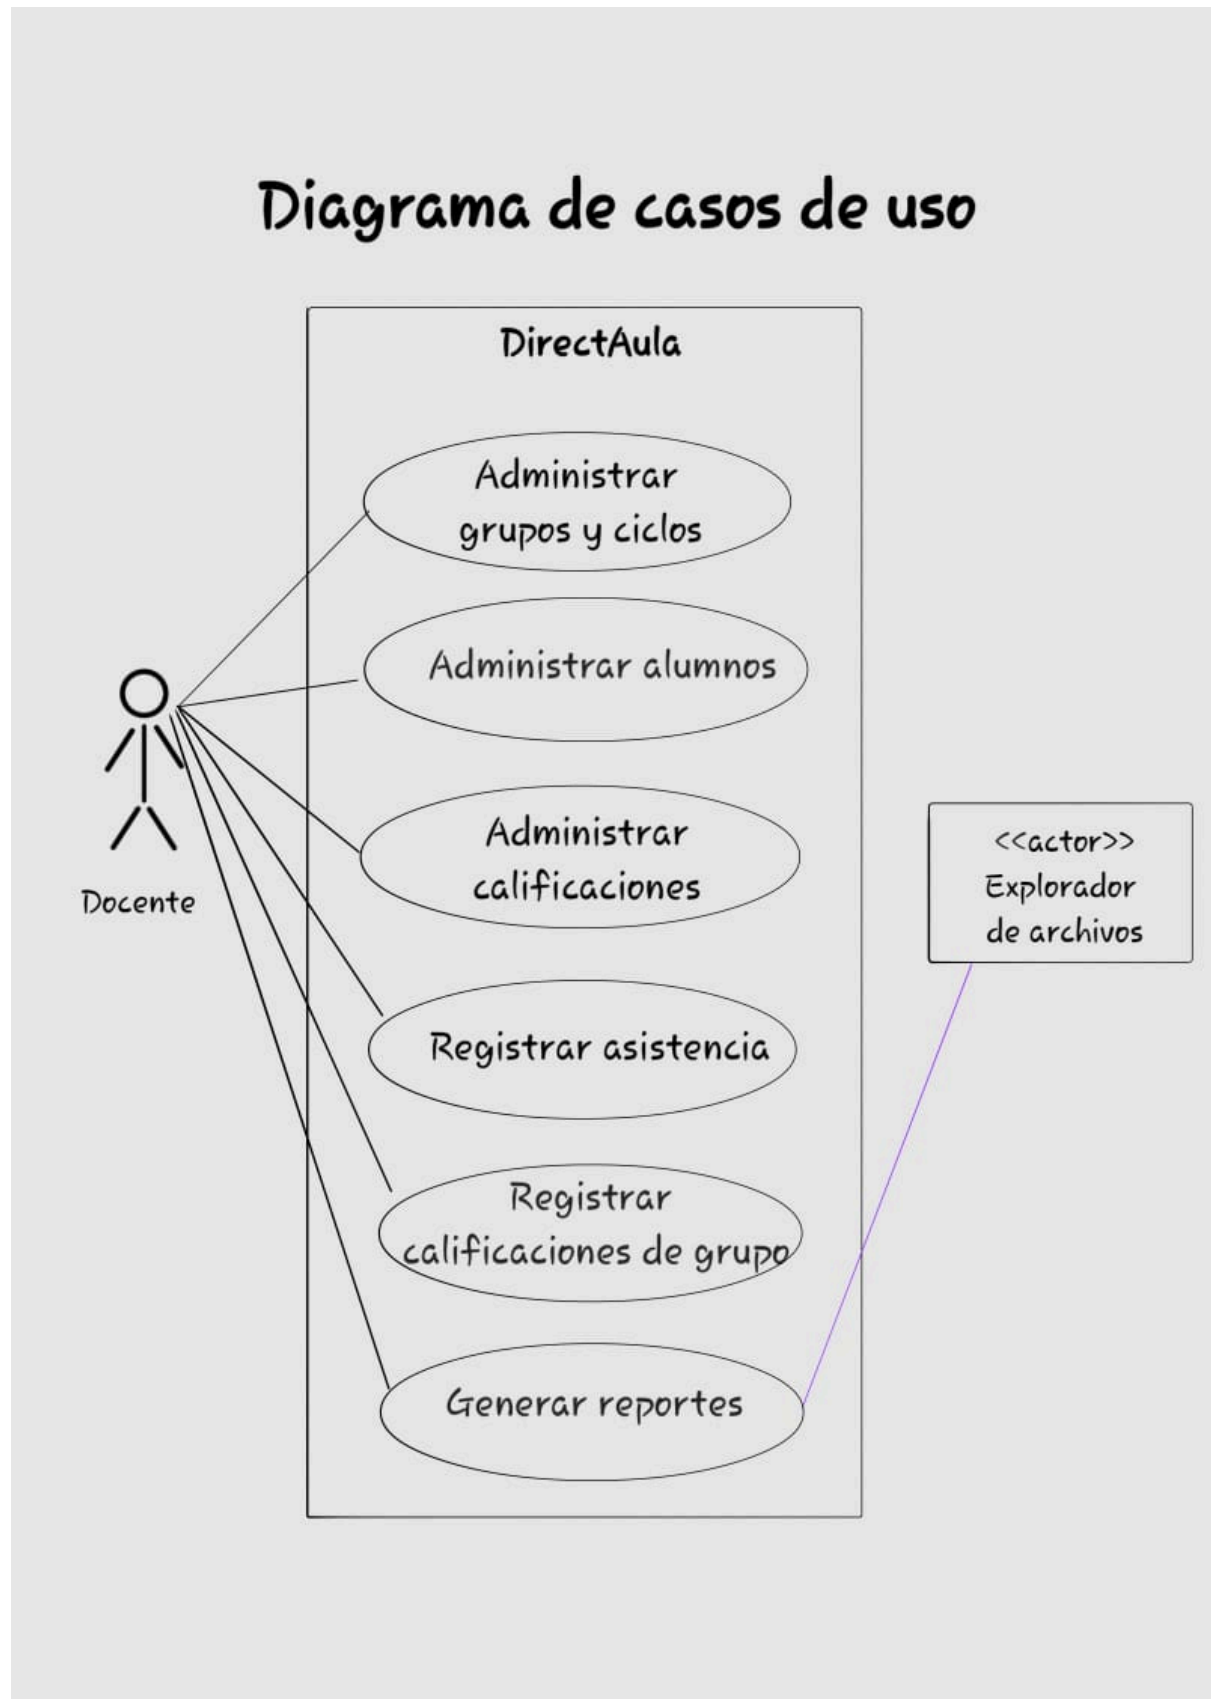 Diagrama de casos de uso
DirectAula
Administrar
grupos y ciclos
Administrar alumnos
Administrar
calificaciones
Docente
<<actor>>
Explorador
de archivos
Registrar asistencia
Registrar
calificaciones de grupo
Generar reportes